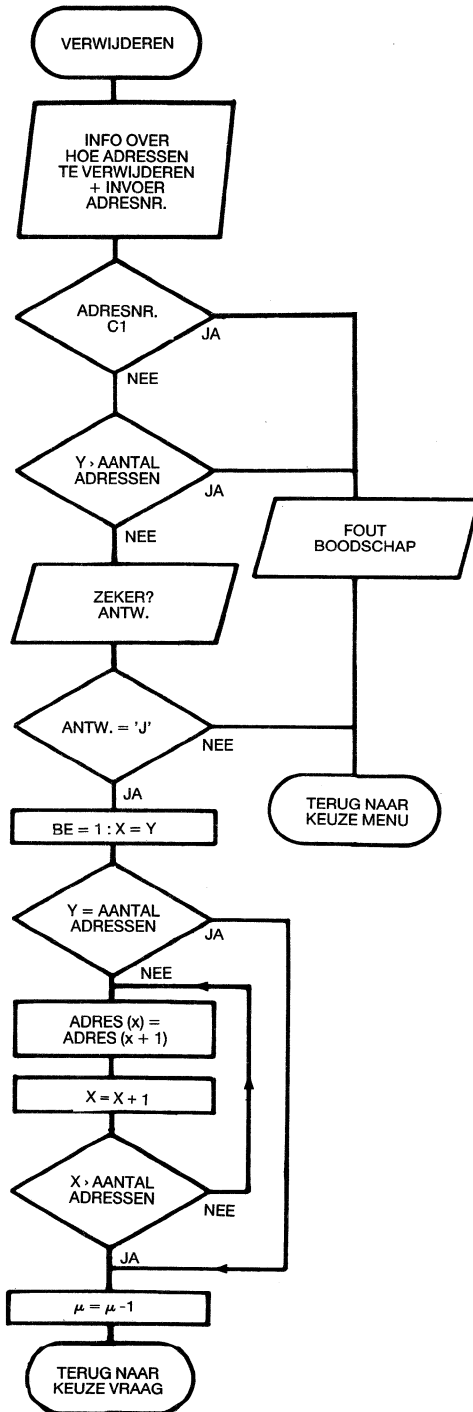 VERWIJDEREN
INFO OVER
HOE ADRESSEN
TE VERWIJDEREN
+ INVOER
ADRESNR.
ADRESNR.
C1
JA
NEE
Y > AANTAL
ADRESSEN
JA
NEE
FOUT
BOODSCHAP
ZEKER?
ANTW.
ANTW. = 'J'
NEE
JA
TERUG NAAR
KEUZE MENU
BE = 1 : X = Y
Y = AANTAL
ADRESSEN
JA
NEE
ADRES (x) =
ADRES (x + 1)
X = X + 1
X > AANTAL
ADRESSEN
NEE
JA
μ = μ -1
TERUG NAAR
KEUZE VRAAG